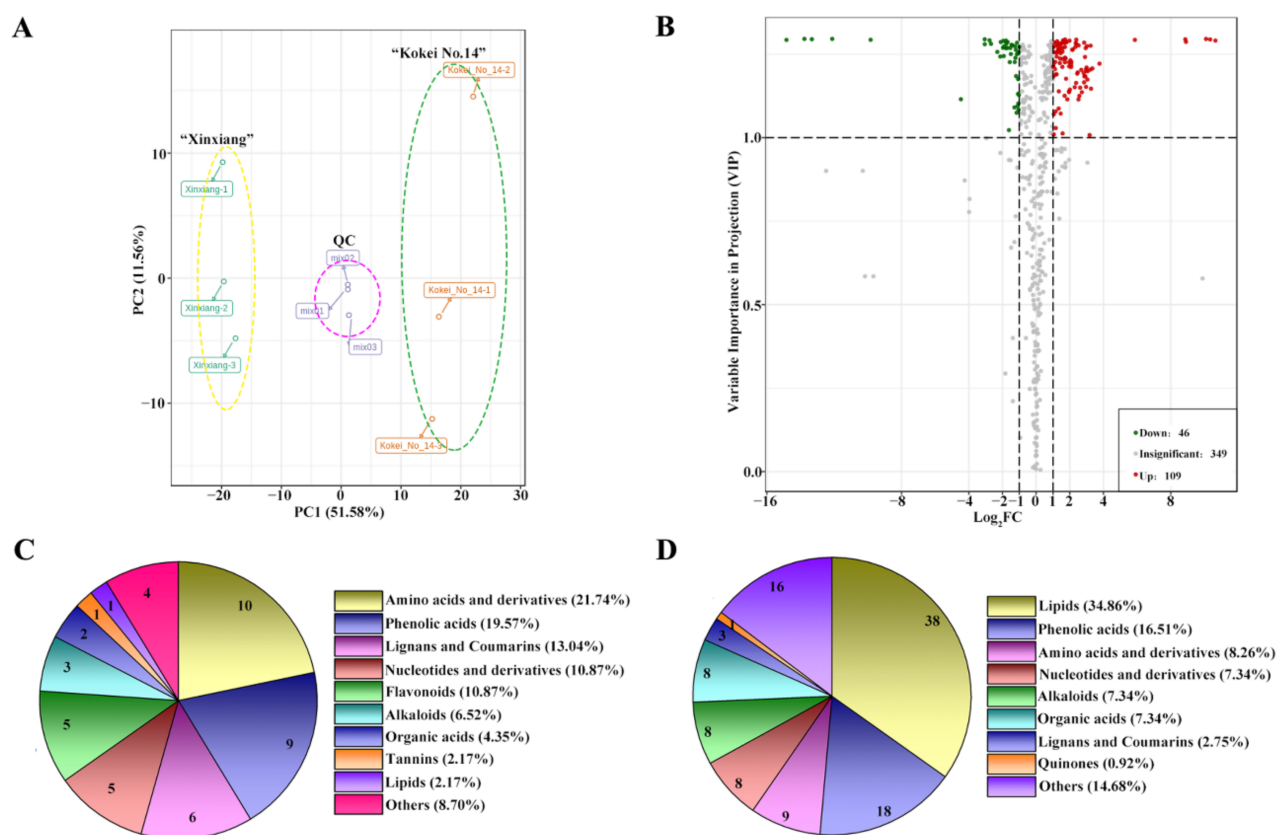 A
"Xinxiang"
"Kokei No.14"
QC
Kokei_No_14-2
Xinxiang-1
mix02
Kokei_No_14-1
Xinxiang-2
mix01
mix03
Xinxiang-3
Kokei_No_14-3
10
0
−10
PC2 (11.56%)
−20
−10
0
10
20
30
PC1 (51.58%)
B
1.0
0.5
0.0
Variable Importance in Projection (VIP)
Down: 46
Insignificant: 349
Up: 109
−16
−8
−4
−2
−1
0
1
2
4
8
Log2FC
C
10
9
6
5
5
3
2
1
1
4
Amino acids and derivatives (21.74%)
Phenolic acids (19.57%)
Lignans and Coumarins (13.04%)
Nucleotides and derivatives (10.87%)
Flavonoids (10.87%)
Alkaloids (6.52%)
Organic acids (4.35%)
Tannins (2.17%)
Lipids (2.17%)
Others (8.70%)
D
38
18
9
8
8
8
3
1
16
Lipids (34.86%)
Phenolic acids (16.51%)
Amino acids and derivatives (8.26%)
Nucleotides and derivatives (7.34%)
Alkaloids (7.34%)
Organic acids (7.34%)
Lignans and Coumarins (2.75%)
Quinones (0.92%)
Others (14.68%)